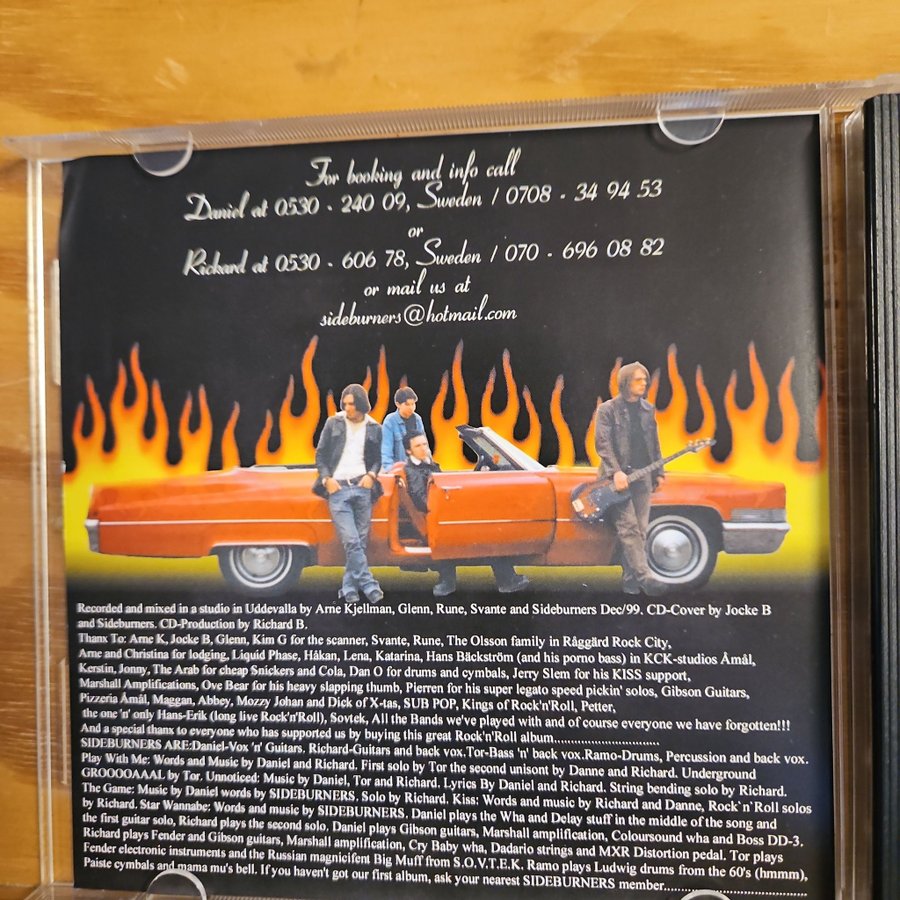 For booking and info call
Daniel at 0530 - 240 09, Sweden / 0708 - 34 94 53
or
Rickard at 0530 - 606 78, Sweden / 070 - 696 08 82
or mail us at
sideburners@hotmail.com
Recorded and mixed in a studio in Uddevalla by Arne Kjellman, Glenn, Rune, Svante and Sideburners Dec/99. CD-Cover by Jocke B
and Sideburners. CD-Production by Richard B.
Thanx To: Arne K, Jocke B, Glenn, Kim G for the scanner, Svante, Rune, The Olsson family in Råggärd Rock City,
Arne and Christina for lodging, Liquid Phase, Håkan, Lena, Katarina, Hans Bäckström (and his porno bass) in KCK-studios Åmål,
Kerstin, Jonny, The Arab for cheap Snickers and Cola, Dan O for drums and cymbals, Jerry Slem for his KISS support,
Marshall Amplifications, Ove Bear for his heavy slapping thumb, Pierren for his super legato speed pickin' solos, Gibson Guitars,
Pizzeria Åmål, Maggan, Abbey, Mozzy Johan and Dick of X-tas, SUB POP, Kings of Rock'n'Roll, Petter,
the one 'n' only Hans-Erik (long live Rock'n'Roll), Sovtek, All the Bands we've played with and of course everyone we have forgotten!!!
And a special thanks to everyone who has supported us by buying this great Rock'n'Roll album..............................
SIDEBURNERS ARE:Daniel-Vox 'n' Guitars. Richard-Guitars and back vox.Tor-Bass 'n' back vox.Ramo-Drums, Percussion and back vox.
Play With Me: Words and Music by Daniel and Richard. First solo by Tor the second unisont by Danne and Richard. Underground
GROOOOAAAL by Tor. Unnoticed: Music by Daniel, Tor and Richard. Lyrics By Daniel and Richard. String bending solo by Richard.
The Game: Music by Daniel words by SIDEBURNERS. Solo by Richard. Kiss: Words and music by Richard and Danne, Rock`n`Roll solos
by Richard. Star Wannabe: Words and music by SIDEBURNERS. Daniel plays the Wha and Delay stuff in the middle of the song and
the first guitar solo, Richard plays the second solo. Daniel plays Gibson guitars, Marshall amplification, Coloursound wha and Boss DD-3.
Richard plays Fender and Gibson guitars, Marshall amplification, Cry Baby wha, Dadario strings and MXR Distortion pedal. Tor plays
Fender electronic instruments and the Russian magnicifent Big Muff from S.O.V.T.E.K. Ramo plays Ludwig drums from the 60's (hmmm),
Paiste cymbals and mama mu's bell. If you haven't got our first album, ask your nearest SIDEBURNERS member..............................